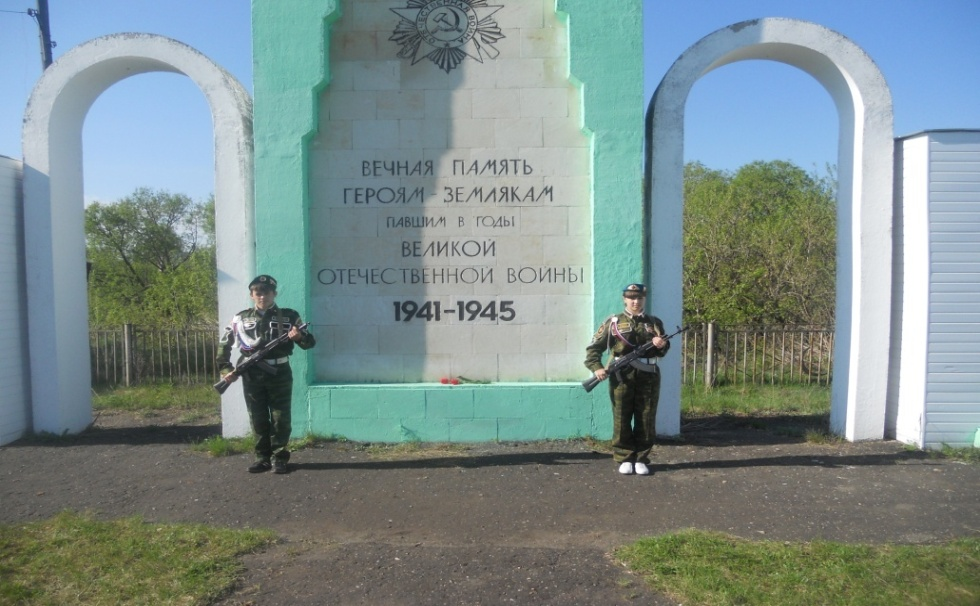 ВЕЧНАЯ ПАМЯТЬ
ГЕРОЯМ-ЗЕМЛЯКАМ
ПАВШИМ В ГОДЫ
ВЕЛИКОЙ
ОТЕЧЕСТВЕННОЙ ВОЙНЫ
1941-1945